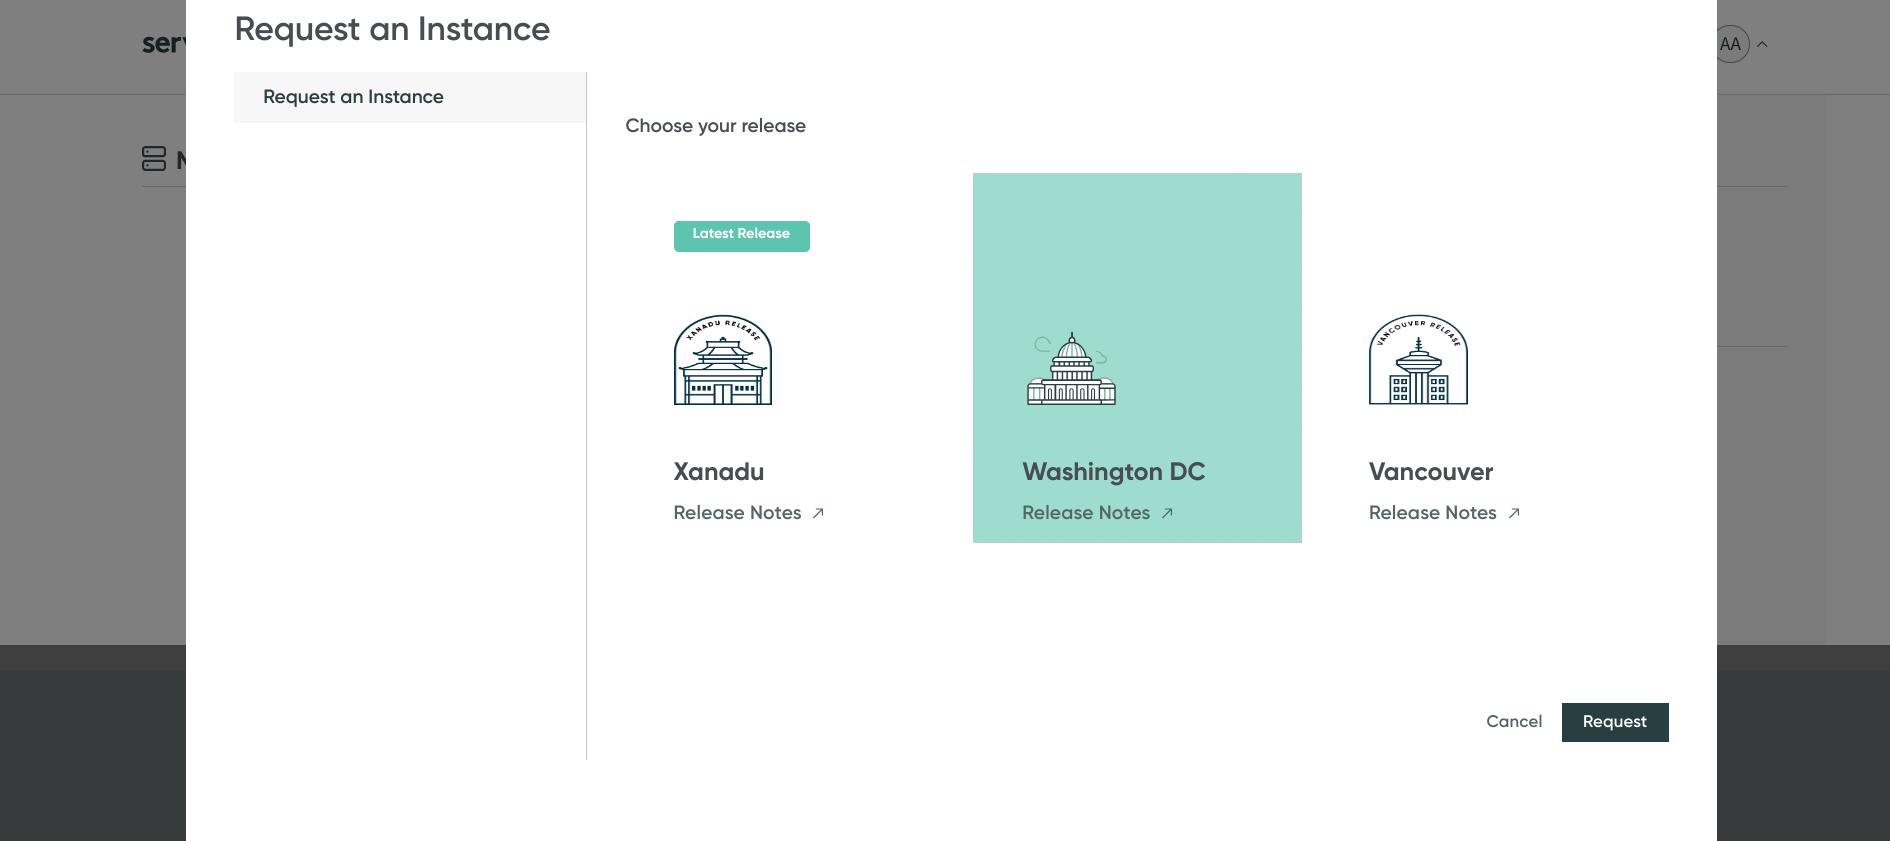 Request an Instance
serv
AA
Request an Instance
Choose your release
Latest Release
XANADU RELEASE
VANCOUVER RELEASE
Xanadu
Washington DC
Vancouver
Release Notes
Release Notes
Release Notes
Cancel
Request